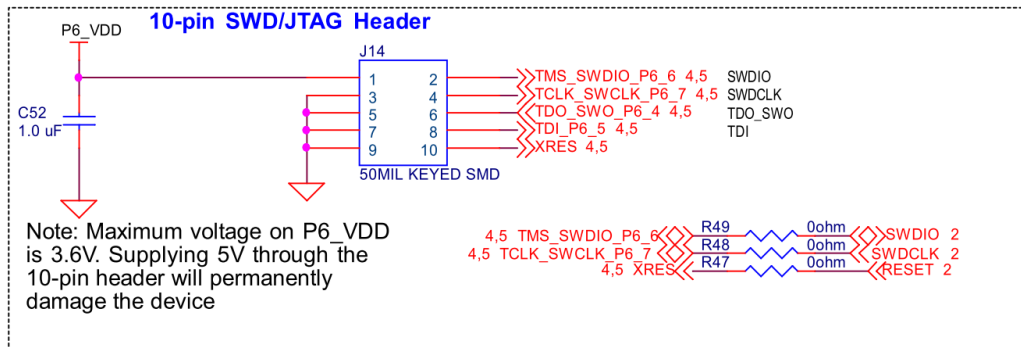 10-pin SWD/JTAG Header
P6_VDD
J14
1 2 TMS_SWDIO_P6_6 4,5 SWDIO
3 4 TCLK_SWCLK_P6_7 4,5 SWDCLK
C52 5 6 TDO_SWO_P6_4 4,5 TDO_SWO
1.0 uF 7 8 TDI_P6_5 4,5 TDI
9 10 XRES 4,5
50MIL KEYED SMD
Note: Maximum voltage on P6_VDD
is 3.6V. Supplying 5V through the
10-pin header will permanently
damage the device
R49 0ohm
4,5 TMS_SWDIO_P6_6 SWDIO 2
R48 0ohm
4,5 TCLK_SWCLK_P6_7 SWDCLK 2
R47 0ohm
4,5 XRES RESET 2